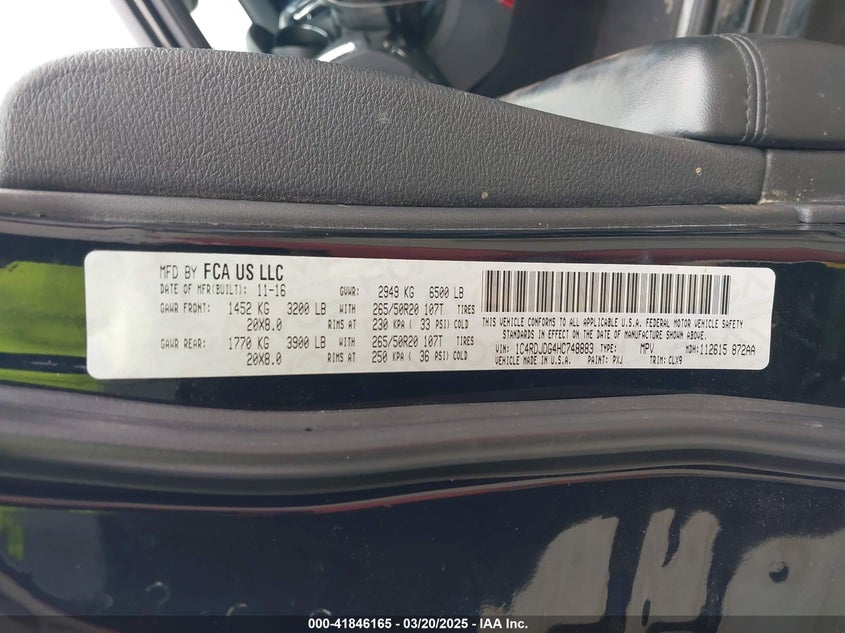 MFD BY FCA US LLC
DATE OF MFR(BUILT): 11-16 GVWR: 2949 KG 6500 LB
GAWR FRONT: 1452 KG 3200 LB WITH 265/50R20 107T TIRES
20X8.0 RIMS AT 230 KPA ( 33 PSI) COLD
GAWR REAR: 1770 KG 3900 LB WITH 265/50R20 107T TIRES
20X8.0 RIMS AT 250 KPA ( 36 PSI) COLD
THIS VEHICLE CONFORMS TO ALL APPLICABLE U.S.A. FEDERAL MOTOR VEHICLE SAFETY
STANDARDS IN EFFECT ON THE DATE OF MANUFACTURE SHOWN ABOVE.
VIN: 1C4RDJDG4HC748883 TYPE: MPV MDH: 112615 872AA
VEHICLE MADE IN U.S.A. PAINT: PXJ TRIM: CLX9
000-41846165 - 03/20/2025 - IAA Inc.